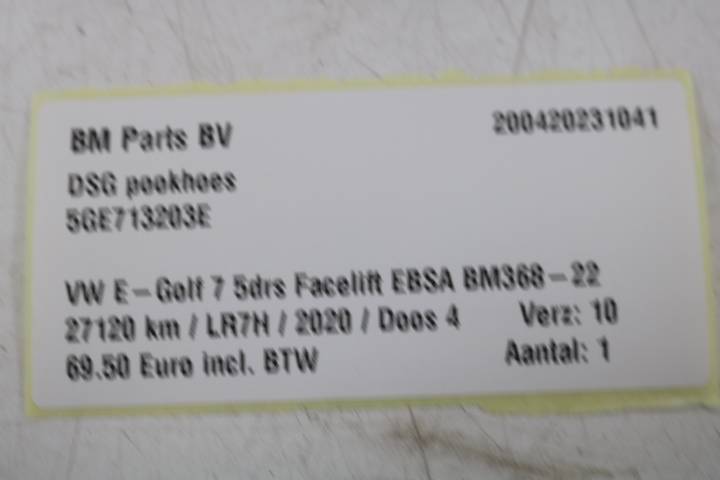 BM Parts BV 200420231041
DSG pookhoes
5GE713203E
VW E-Golf 7 5drs Facelift EBSA BM368-22
27120 km / LR7H / 2020 / Doos 4 Verz: 10
69.50 Euro incl. BTW Aantal: 1